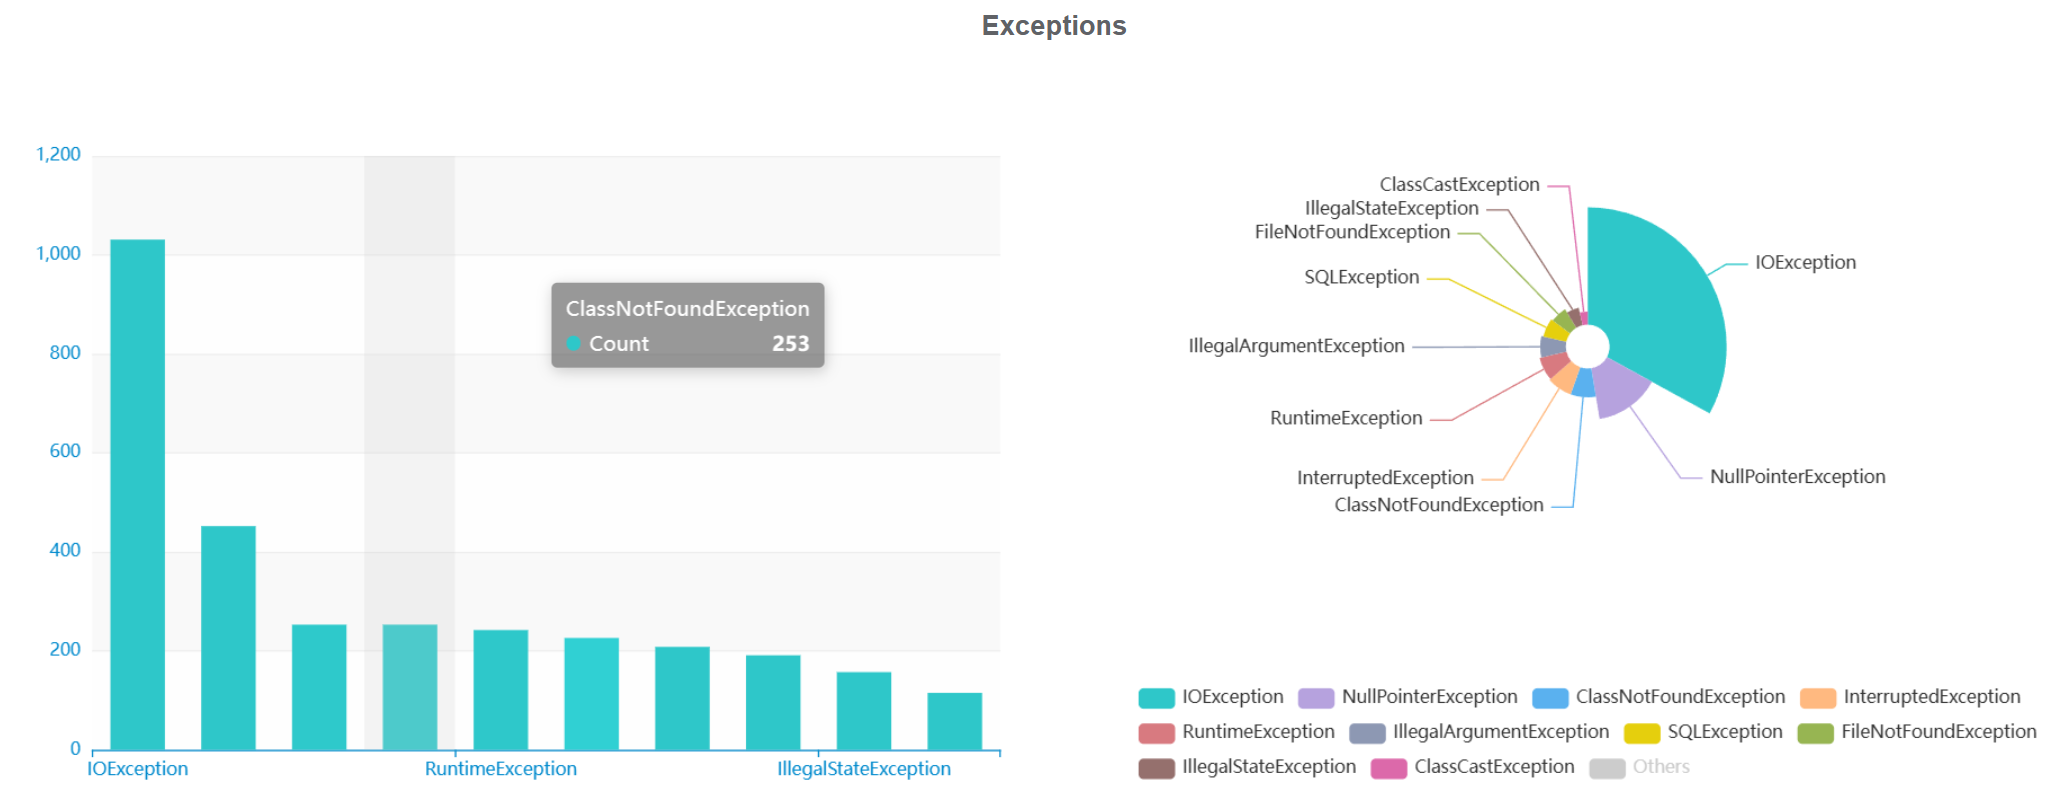 Exceptions
1,200
1,000
800
600
400
200
0
IOException
RuntimeException
IllegalStateException
ClassNotFoundException
Count 253
ClassCastException
IllegalStateException
FileNotFoundException
SQLException
IllegalArgumentException
RuntimeException
InterruptedException
ClassNotFoundException
IOException
NullPointerException
IOException NullPointerException ClassNotFoundException InterruptedException
RuntimeException IllegalArgumentException SQLException FileNotFoundException
IllegalStateException ClassCastException Others